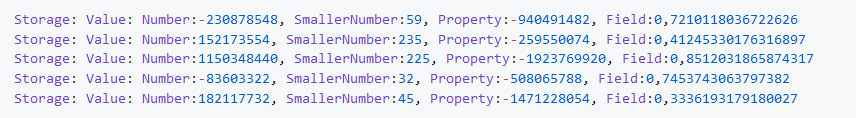 Storage: Value: Number:-230878548, SmallerNumber:59, Property:-940491482, Field:0,7210118036722626
Storage: Value: Number:152173554, SmallerNumber:235, Property:-259550074, Field:0,41245330176316897
Storage: Value: Number:1150348440, SmallerNumber:225, Property:-1923769920, Field:0,8512031865874317
Storage: Value: Number:-83603322, SmallerNumber:32, Property:-508065788, Field:0,7453743063797382
Storage: Value: Number:182117732, SmallerNumber:45, Property:-1471228054, Field:0,3336193179180027